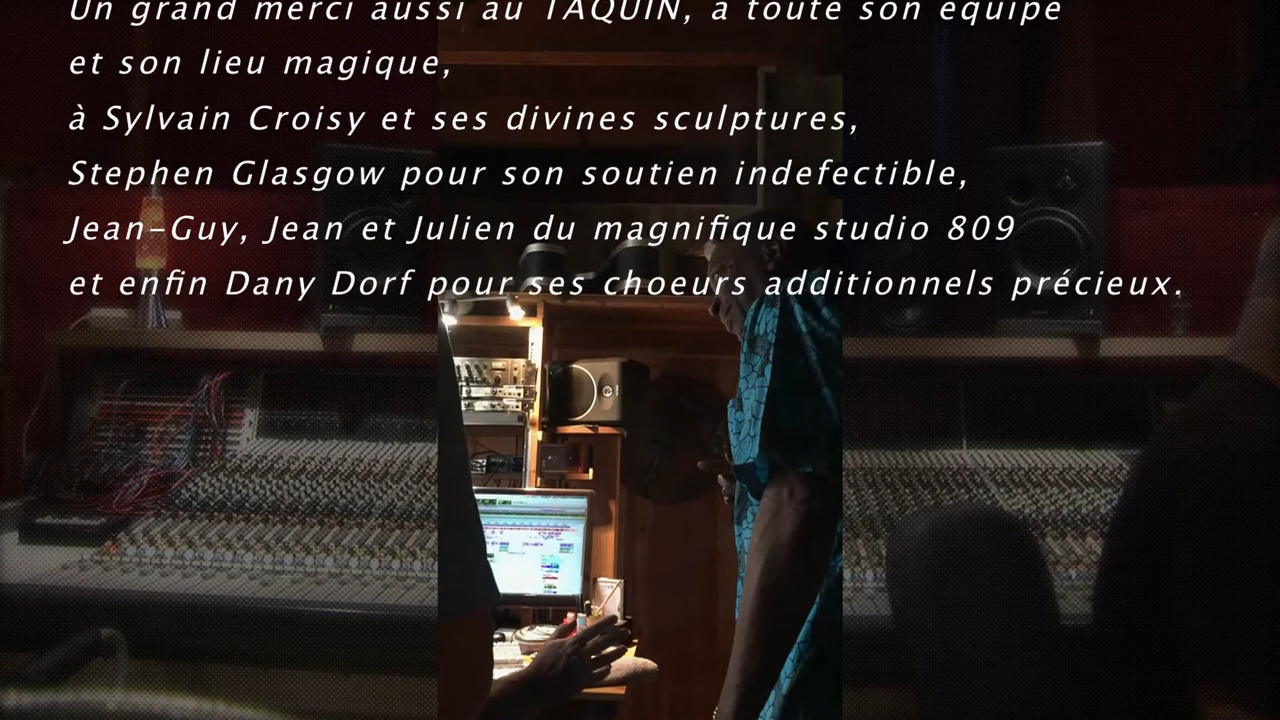 Un grand merci aussi au TAQUIN, à toute son équipe
et son lieu magique,
à Sylvain Croisy et ses divines sculptures,
Stephen Glasgow pour son soutien indefectible,
Jean-Guy, Jean et Julien du magnifique studio 809
et enfin Dany Dorf pour ses choeurs additionnels précieux.